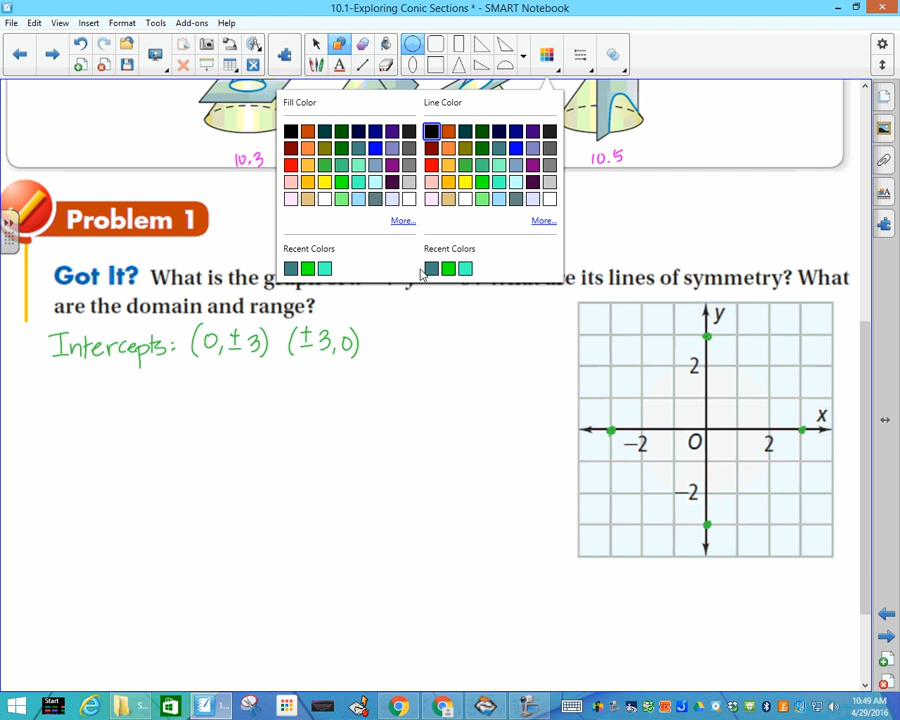 10.1-Exploring Conic Sections * - SMART Notebook
File Edit View Insert Format Tools Add-ons Help
Fill Color Line Color
10.3 10.5
More... More...
Problem 1
Recent Colors Recent Colors
Got It? What is the its lines of symmetry? What
are the domain and range?
Intercepts: (0, ±3) (±3, 0)
y
2
x
−2 O 2
−2
Start S... 1...
10:49 AM
4/29/2016